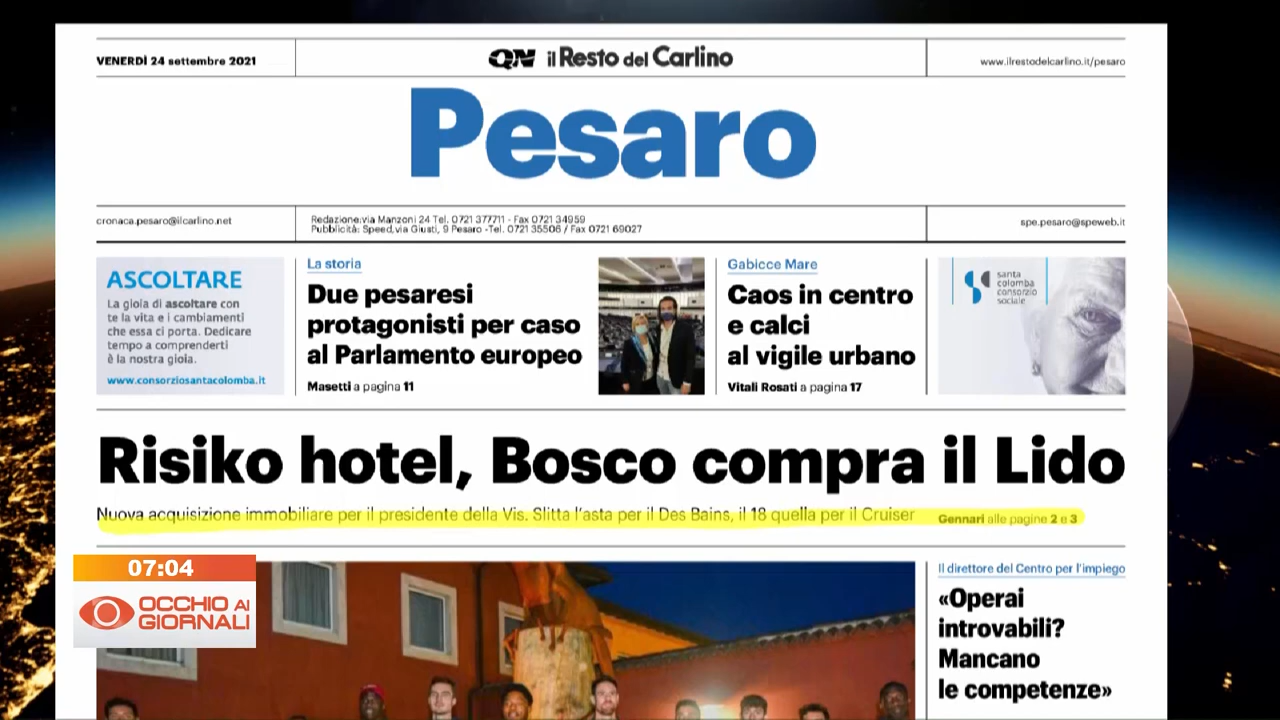 VENERDÌ 24 settembre 2021
QN il Resto del Carlino
www.ilrestodelcarlino.it/pesaro
Pesaro
cronaca.pesaro@ilcarlino.net
Redazione:via Manzoni 24 Tel. 0721 377711 - Fax 0721 34959
Pubblicità: Speed,via Giusti, 9 Pesaro -Tel. 0721 35506 / Fax 0721 69027
spe.pesaro@speweb.it
ASCOLTARE
La gioia di ascoltare con
te la vita e i cambiamenti
che essa ci porta. Dedicare
tempo a comprenderti
è la nostra gioia.
www.consorziosantacolomba.it
La storia
Due pesaresi
protagonisti per caso
al Parlamento europeo
Masetti a pagina 11
Gabicce Mare
Caos in centro
e calci
al vigile urbano
Vitali Rosati a pagina 17
santa
colomba
consorzio
sociale
Risiko hotel, Bosco compra il Lido
Nuova acquisizione immobiliare per il presidente della Vis. Slitta l'asta per il Des Bains, il 18 quella per il Cruiser
Gennari alle pagine 2 e 3
07:04
OCCHIO AI
GIORNALI
Il direttore del Centro per l'impiego
«Operai
introvabili?
Mancano
le competenze»